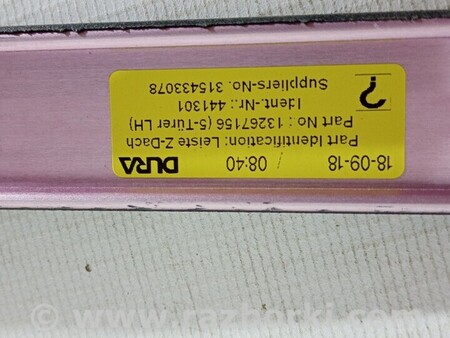 18-09-18 / 08:40 DURA
Part Identification: Leiste Z-Dach
Part No : 13267156 (5-Türer LH)
Ident.-Nr.: 441301
Suppliers-No. 315433078
?
© www.razborki.com